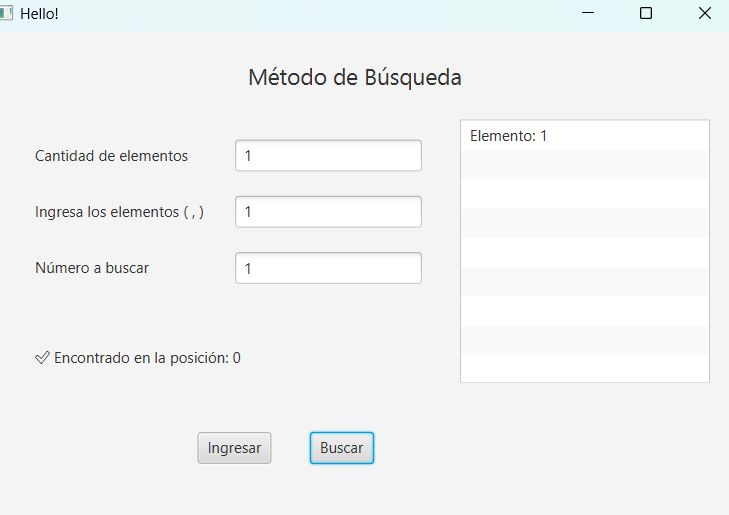 Hello!
Método de Búsqueda
Cantidad de elementos 1
Ingresa los elementos ( , ) 1
Número a buscar 1
Elemento: 1
✓ Encontrado en la posición: 0
Ingresar Buscar